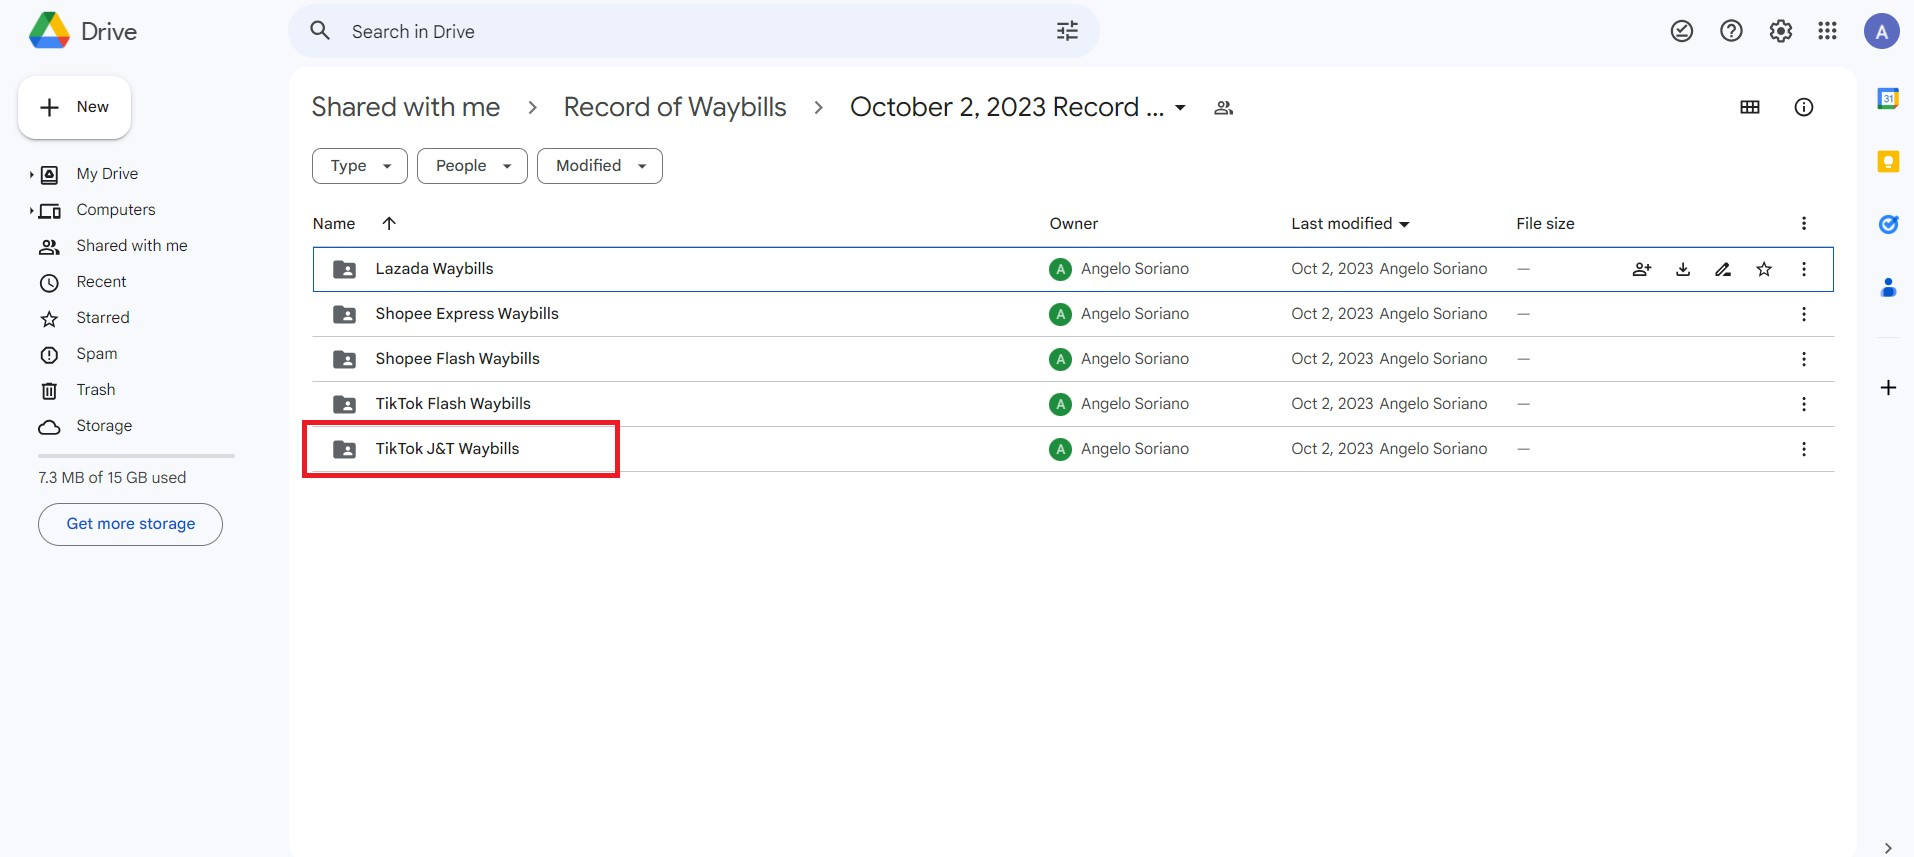 Drive
Search in Drive
A
New
Shared with me
Record of Waybills
October 2, 2023 Record ...
31
Type
People
Modified
My Drive
Computers
Shared with me
Recent
Starred
Spam
Trash
Storage
7.3 MB of 15 GB used
Get more storage
Name Owner Last modified File size
Lazada Waybills A Angelo Soriano Oct 2, 2023 Angelo Soriano —
Shopee Express Waybills A Angelo Soriano Oct 2, 2023 Angelo Soriano —
Shopee Flash Waybills A Angelo Soriano Oct 2, 2023 Angelo Soriano —
TikTok Flash Waybills A Angelo Soriano Oct 2, 2023 Angelo Soriano —
TikTok J&T Waybills A Angelo Soriano Oct 2, 2023 Angelo Soriano —